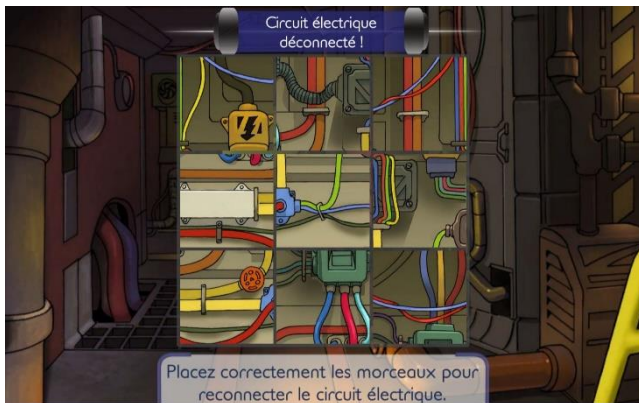 Circuit électrique
déconnecté !
Placez correctement les morceaux pour
reconnecter le circuit électrique.